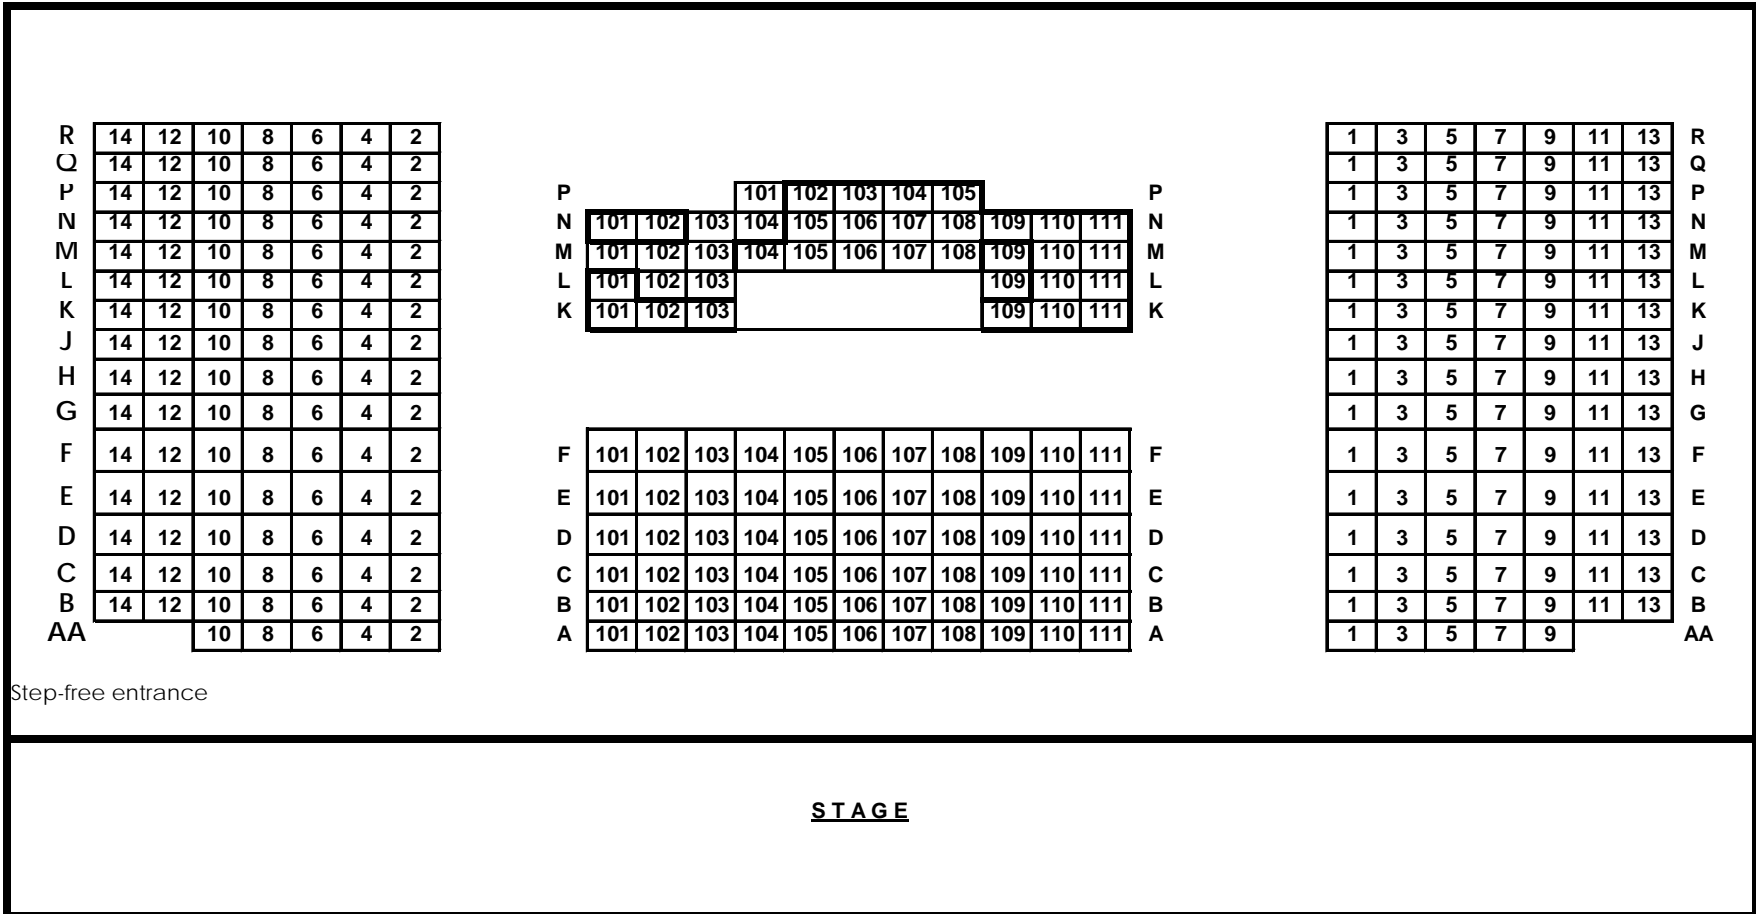 R 14 12 10 8 6 4 2 1 3 5 7 9 11 13 R
Q 14 12 10 8 6 4 2 1 3 5 7 9 11 13 Q
P 14 12 10 8 6 4 2 P 101 102 103 104 105 P 1 3 5 7 9 11 13 P
N 14 12 10 8 6 4 2 N 101 102 103 104 105 106 107 108 109 110 111 N 1 3 5 7 9 11 13 N
M 14 12 10 8 6 4 2 M 101 102 103 104 105 106 107 108 109 110 111 M 1 3 5 7 9 11 13 M
L 14 12 10 8 6 4 2 L 101 102 103 109 110 111 L 1 3 5 7 9 11 13 L
K 14 12 10 8 6 4 2 K 101 102 103 109 110 111 K 1 3 5 7 9 11 13 K
J 14 12 10 8 6 4 2 1 3 5 7 9 11 13 J
H 14 12 10 8 6 4 2 1 3 5 7 9 11 13 H
G 14 12 10 8 6 4 2 1 3 5 7 9 11 13 G
F 14 12 10 8 6 4 2 F 101 102 103 104 105 106 107 108 109 110 111 F 1 3 5 7 9 11 13 F
E 14 12 10 8 6 4 2 E 101 102 103 104 105 106 107 108 109 110 111 E 1 3 5 7 9 11 13 E
D 14 12 10 8 6 4 2 D 101 102 103 104 105 106 107 108 109 110 111 D 1 3 5 7 9 11 13 D
C 14 12 10 8 6 4 2 C 101 102 103 104 105 106 107 108 109 110 111 C 1 3 5 7 9 11 13 C
B 14 12 10 8 6 4 2 B 101 102 103 104 105 106 107 108 109 110 111 B 1 3 5 7 9 11 13 B
AA 10 8 6 4 2 A 101 102 103 104 105 106 107 108 109 110 111 A 1 3 5 7 9 AA
Step-free entrance
STAGE